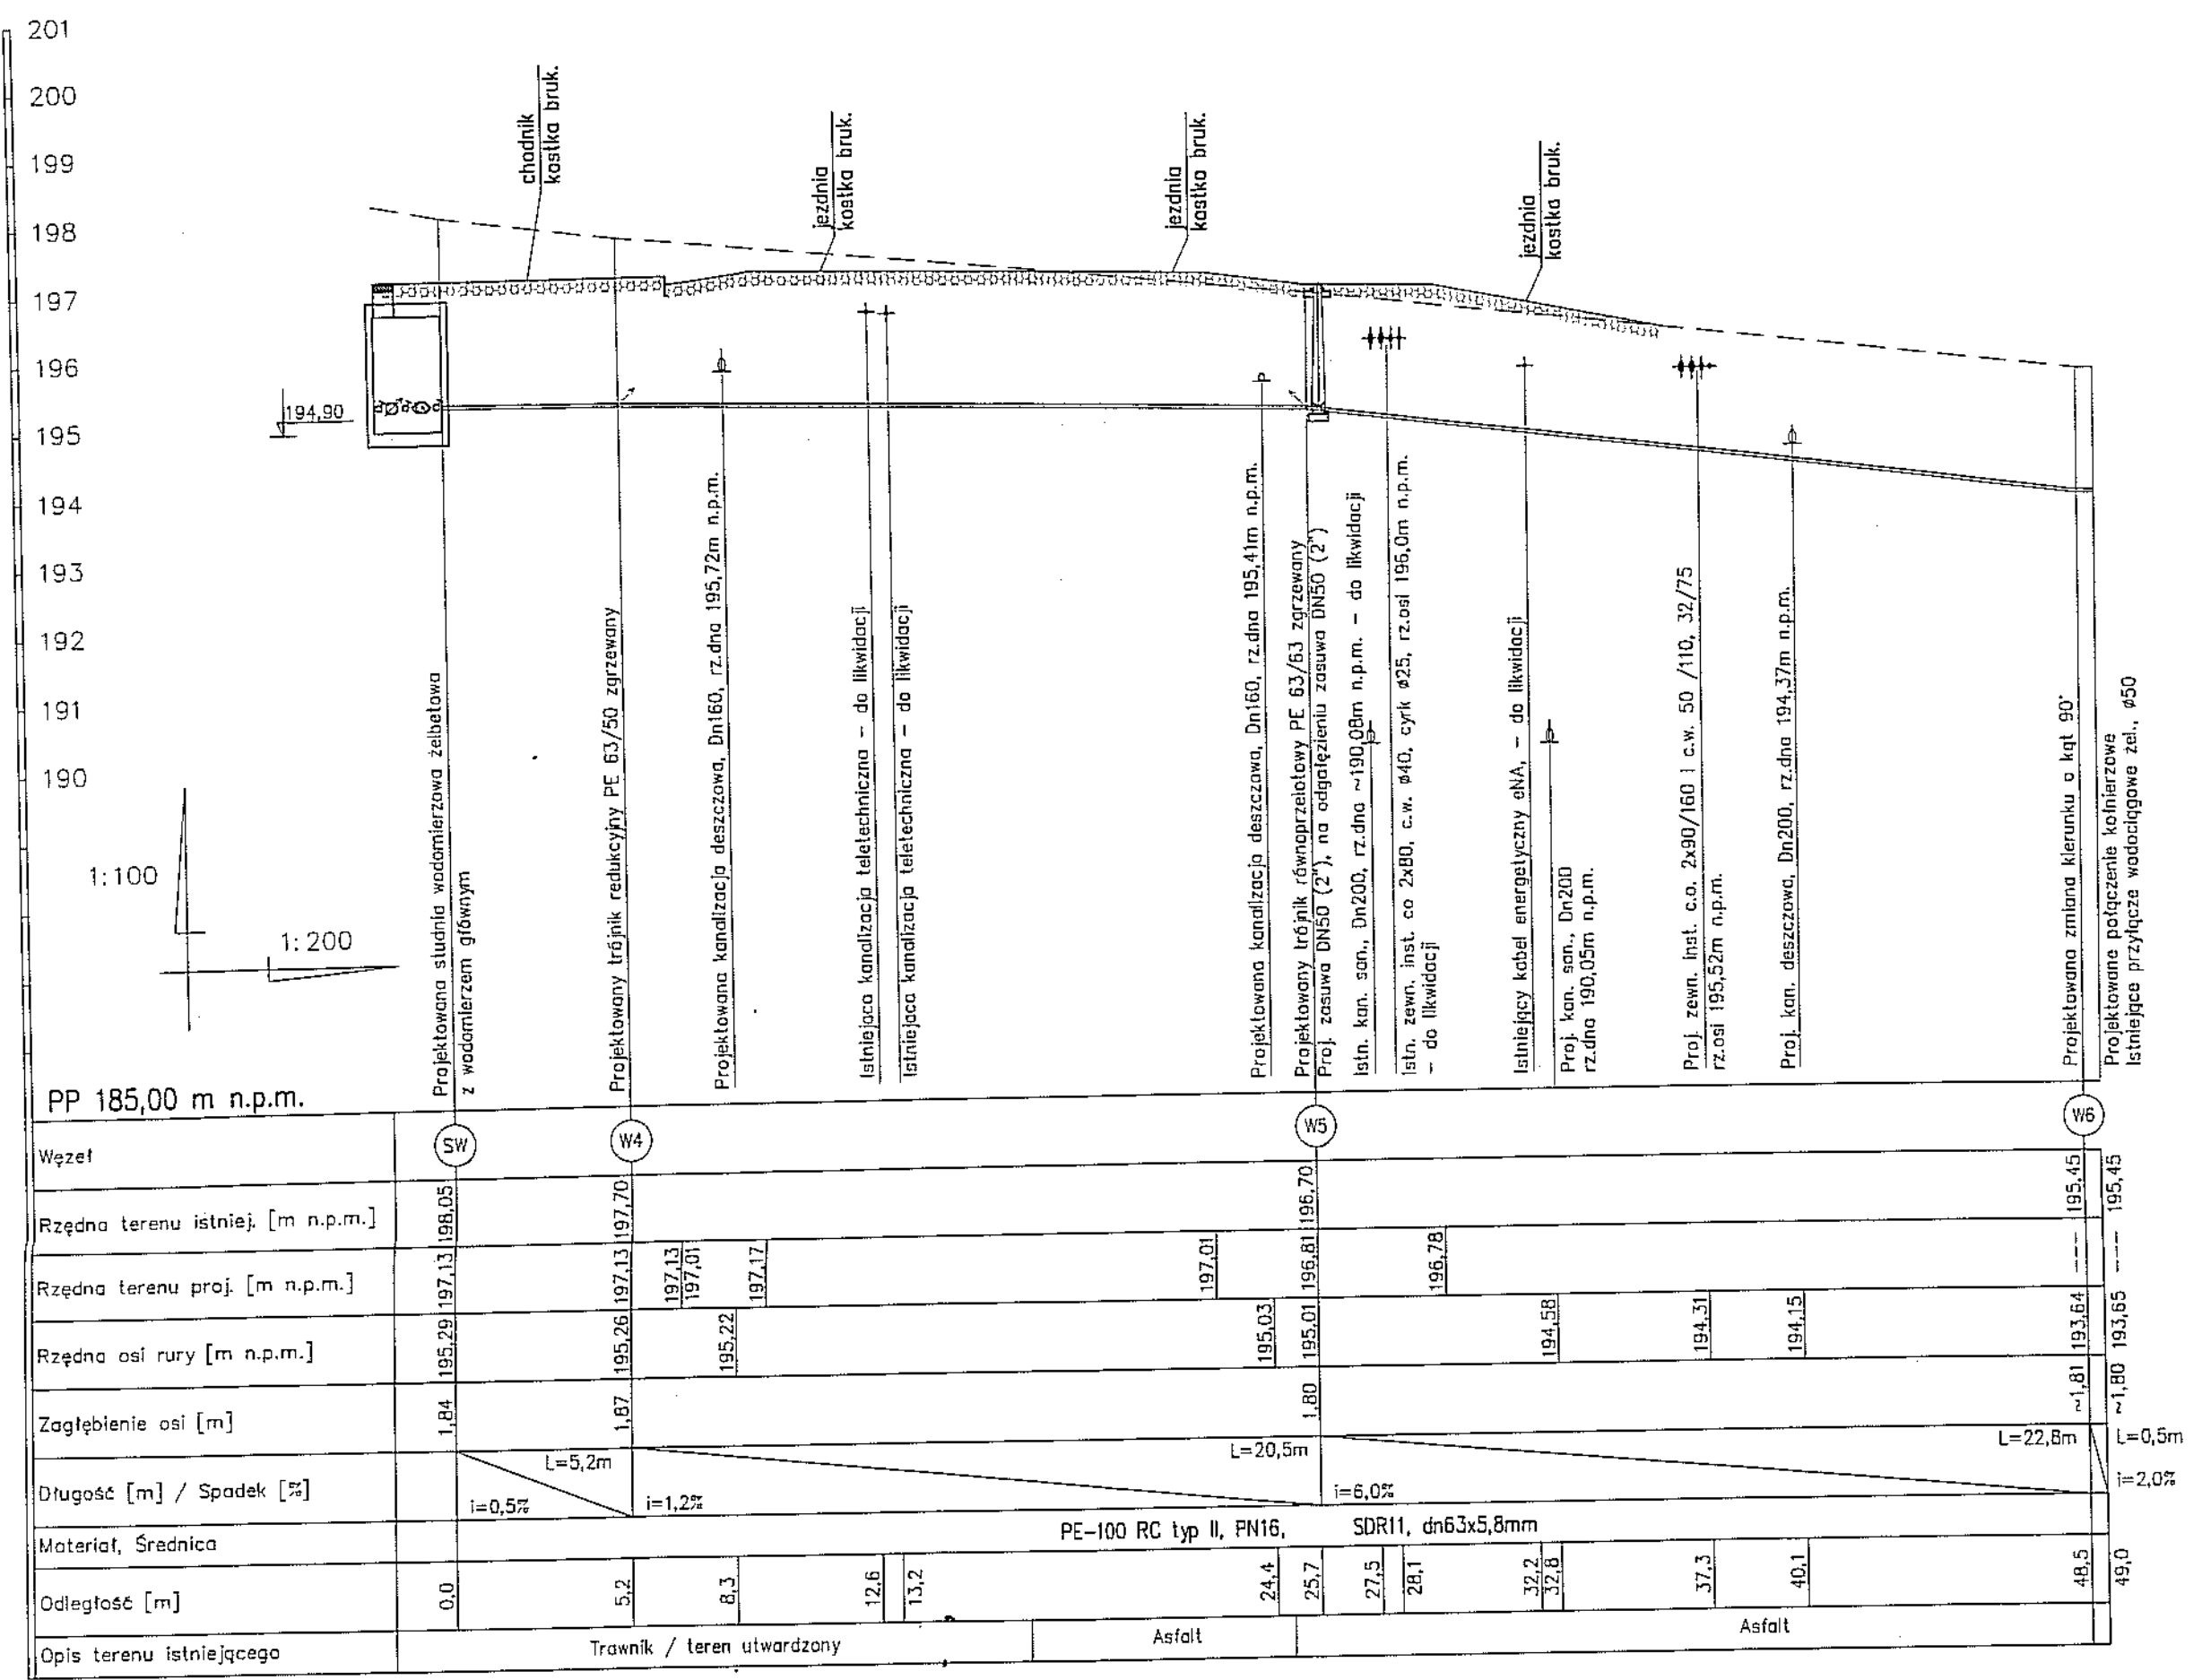 201
200
199
198
197
196
195
194
193
192
191
190
194,90
chodnik
kostka bruk.
jezdnia
kostka bruk.
jezdnia
kostka bruk.
jezdnia
kostka bruk.
1:100
1:200
Projektowana studnia wodomierzowa żelbetowa
z wodomierzem głównym
Projektowany trójnik redukcyjny PE 63/50 zgrzewany
Projektowana kanalizacja deszczowa, Dn160, rz.dna 195,72m n.p.m.
Istniejaca kanalizacja teletechniczna – do likwidacji
Istniejaca kanalizacja teletechniczna – do likwidacji
Projektowana kanalizacja deszczowa, Dn160, rz.dna 195,41m n.p.m.
Projektowany trójnik równoprzelotowy PE 63/63 zgrzewany
Proj. zasuwa DN50 (2"), na odgałęzieniu zasuwa DN50 (2")
Istn. kan. san., Dn200, rz.dna ~190,08m n.p.m. – do likwidacji
Istn. zewn. inst. co 2x80, c.w. ø40, cyrk ø25, rz.osi 196,0m n.p.m.
– do likwidacji
Istniejący kabel energetyczny eNA, – do likwidacji
Proj. kan. san., Dn200
rz.dna 190,05m n.p.m.
Proj. zewn. inst. c.o. 2x90/160 i c.w. 50 /110, 32/75
rz.osi 195,52m n.p.m.
Proj. kan. deszczowa, Dn200, rz.dna 194,37m n.p.m.
Projektowana zmiana kierunku o kąt 90°
Projektowane połączenie kołnierzowe
Istniejące przyłącze wodociągowe żel., ø50
PP 185,00 m n.p.m.
Węzeł
SW
W4
W5
W6
Rzędna terenu istniej. [m n.p.m.]
198,05
197,70
196,70
195,45
195,45
Rzędna terenu proj. [m n.p.m.]
197,13
197,13
197,13
197,01
197,17
197,01
196,81
196,78
----
----
Rzędna osi rury [m n.p.m.]
195,29
195,26
195,22
195,03
195,01
194,58
194,31
194,15
193,64
193,65
Zagłębienie osi [m]
1,84
1,87
1,80
~1,81
~1,80
Długość [m] / Spadek [%]
L=5,2m
i=0,5%
L=20,5m
i=1,2%
L=22,8m
i=6,0%
L=0,5m
i=2,0%
Materiał, Średnica
PE–100 RC typ II, PN16, SDR11, dn63x5,8mm
Odległość [m]
0,0
5,2
8,3
12,6
13,2
24,4
25,7
27,5
28,1
32,2
32,8
37,3
40,1
48,5
49,0
Opis terenu istniejącego
Trawnik / teren utwardzony
Asfalt
Asfalt